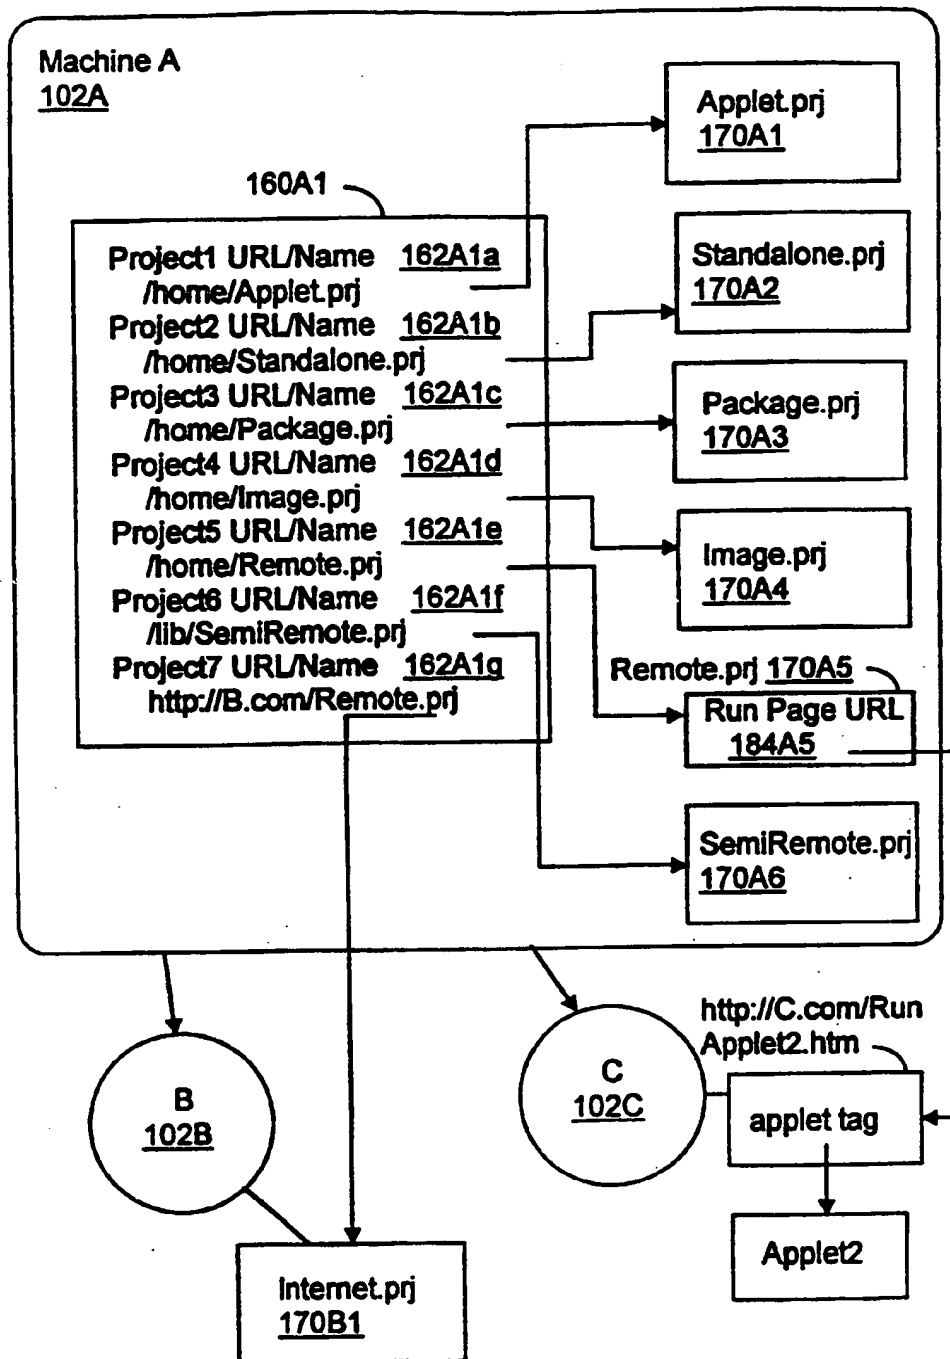 Machine A
102A
160A1
Project1 URL/Name 162A1a
/home/Applet.prj
Project2 URL/Name 162A1b
/home/Standalone.prj
Project3 URL/Name 162A1c
/home/Package.prj
Project4 URL/Name 162A1d
/home/Image.prj
Project5 URL/Name 162A1e
/home/Remote.prj
Project6 URL/Name 162A1f
/lib/SemiRemote.prj
Project7 URL/Name 162A1g
http://B.com/Remote.prj
Applet.prj
170A1
Standalone.prj
170A2
Package.prj
170A3
Image.prj
170A4
Remote.prj 170A5
Run Page URL
184A5
SemiRemote.prj
170A6
B
102B
C
102C
http://C.com/Run
Applet2.htm
applet tag
Applet2
Internet.prj
170B1